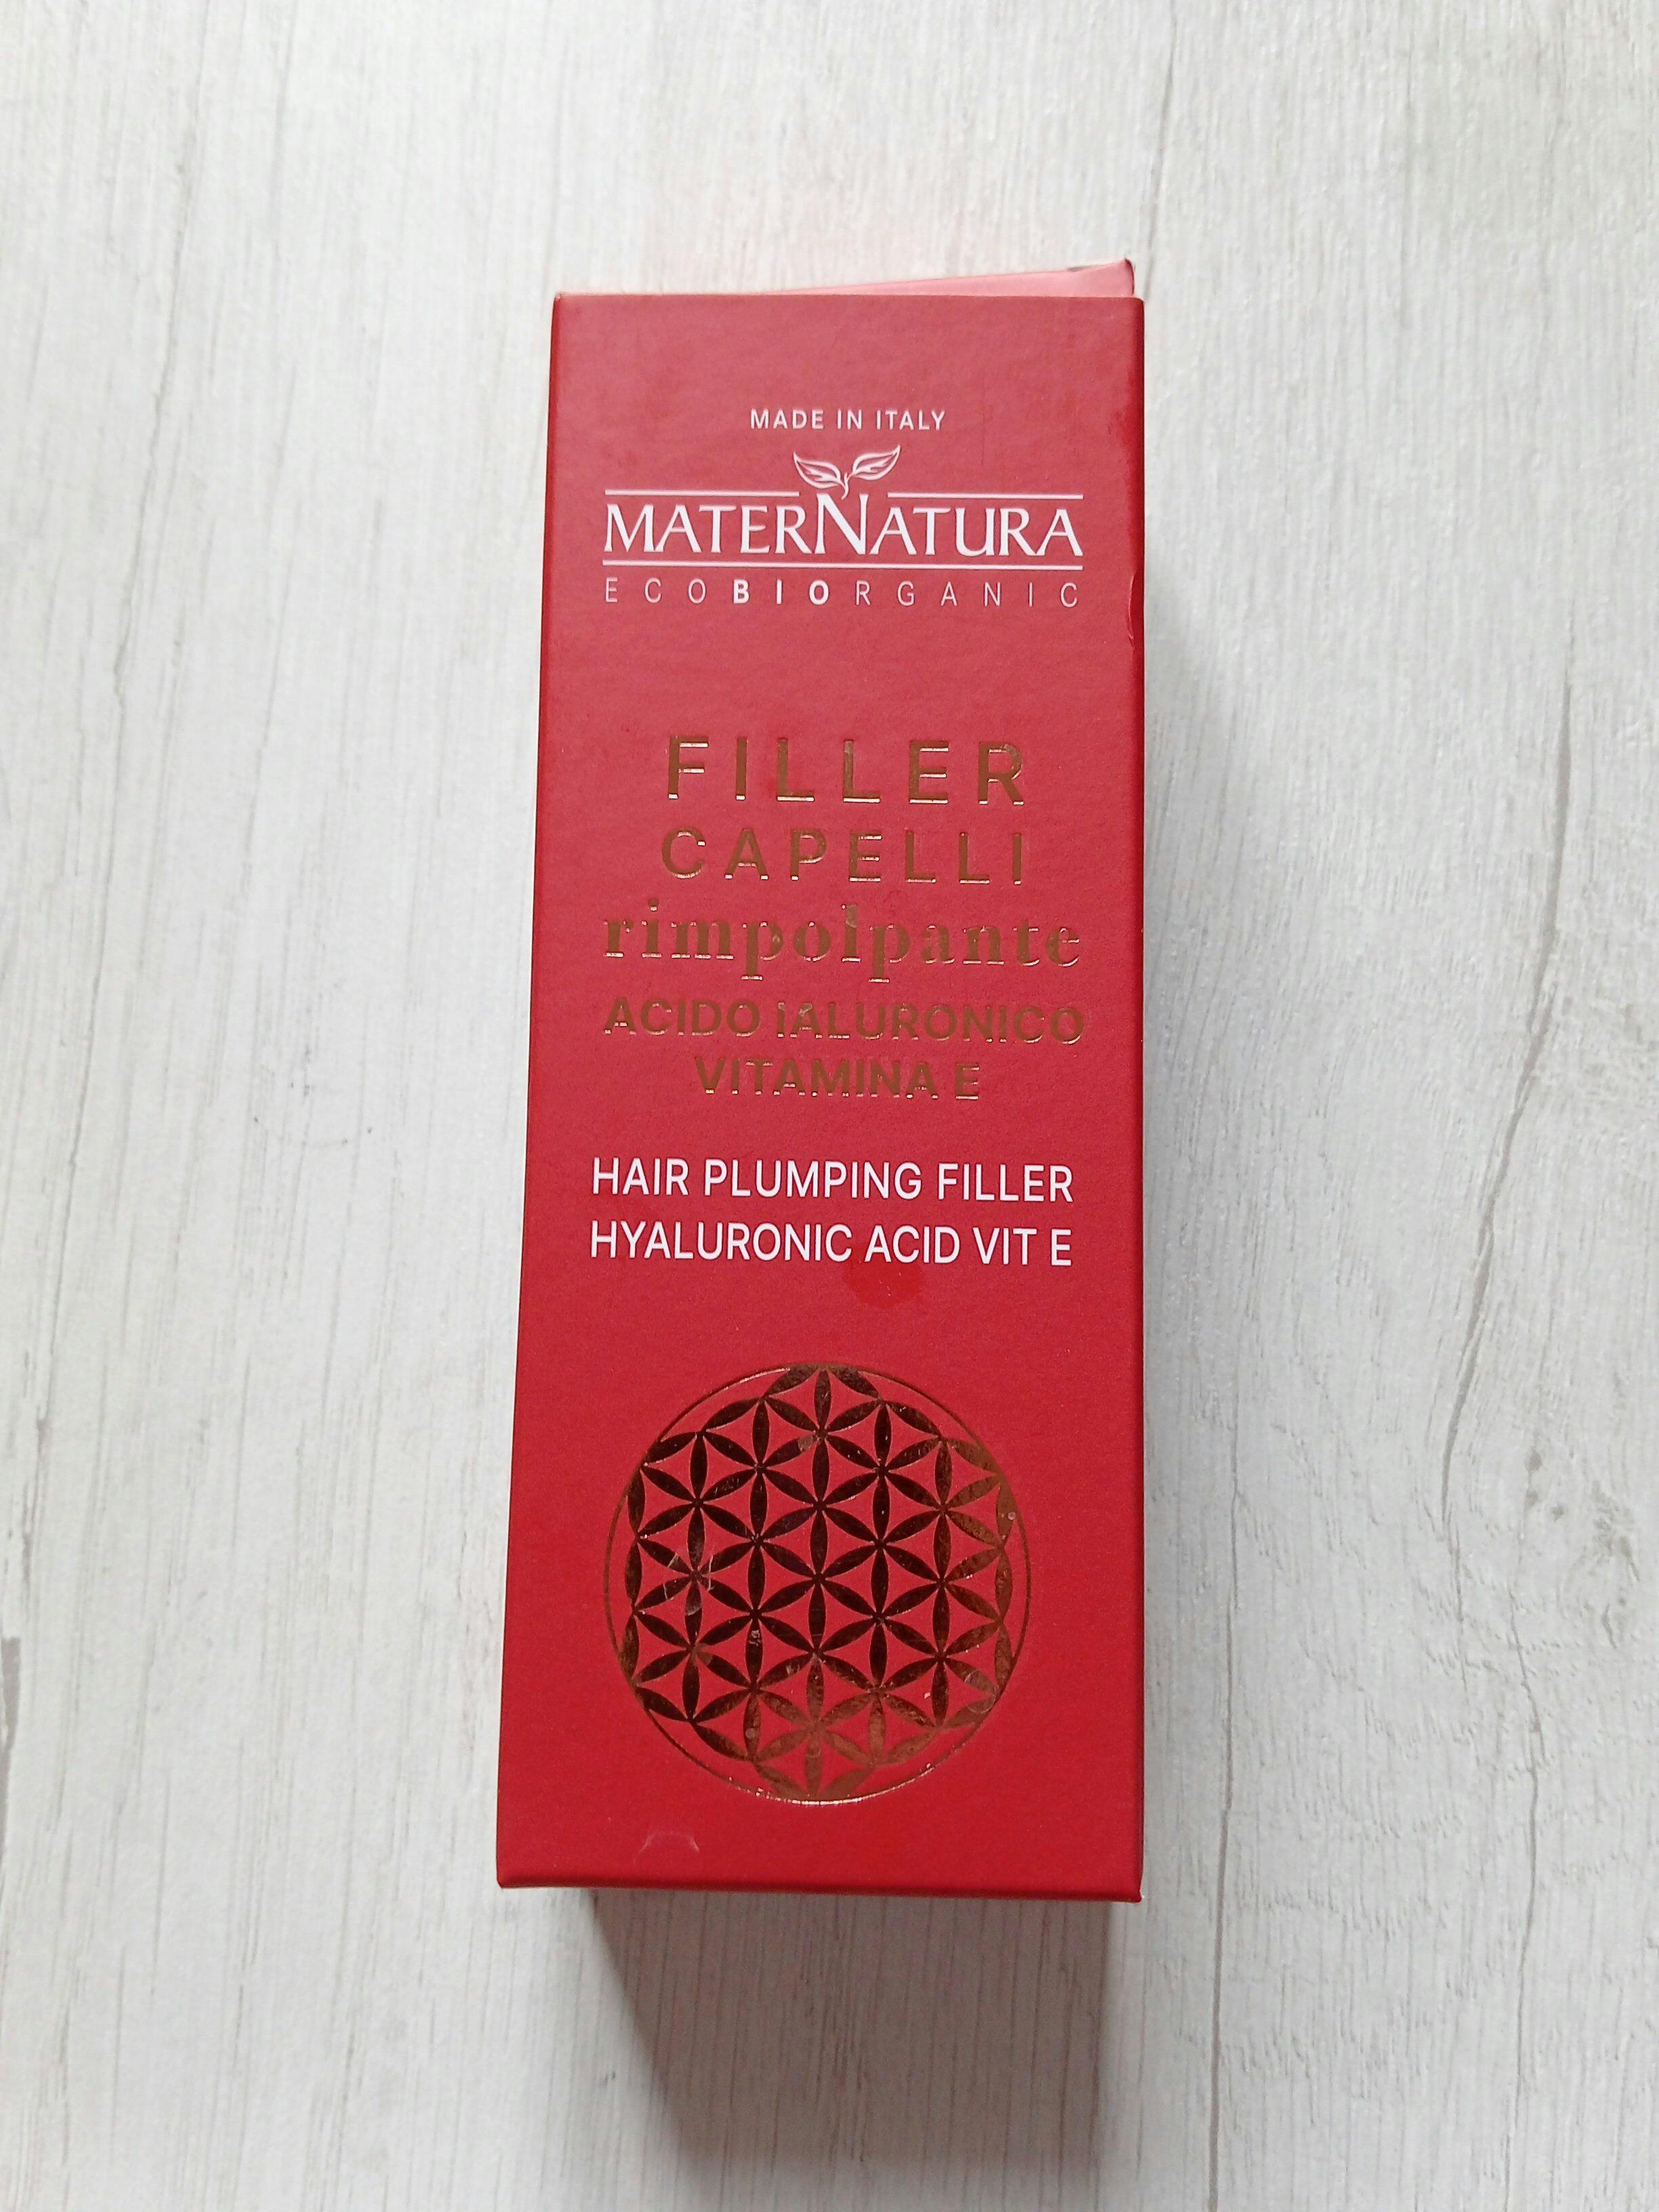 MADE IN ITALY
MATERNATURA
ECOBIORGANIC
FILLER
CAPELLI
rimpolpante
ACIDO IALURONICO
VITAMINA E
HAIR PLUMPING FILLER
HYALURONIC ACID VIT E